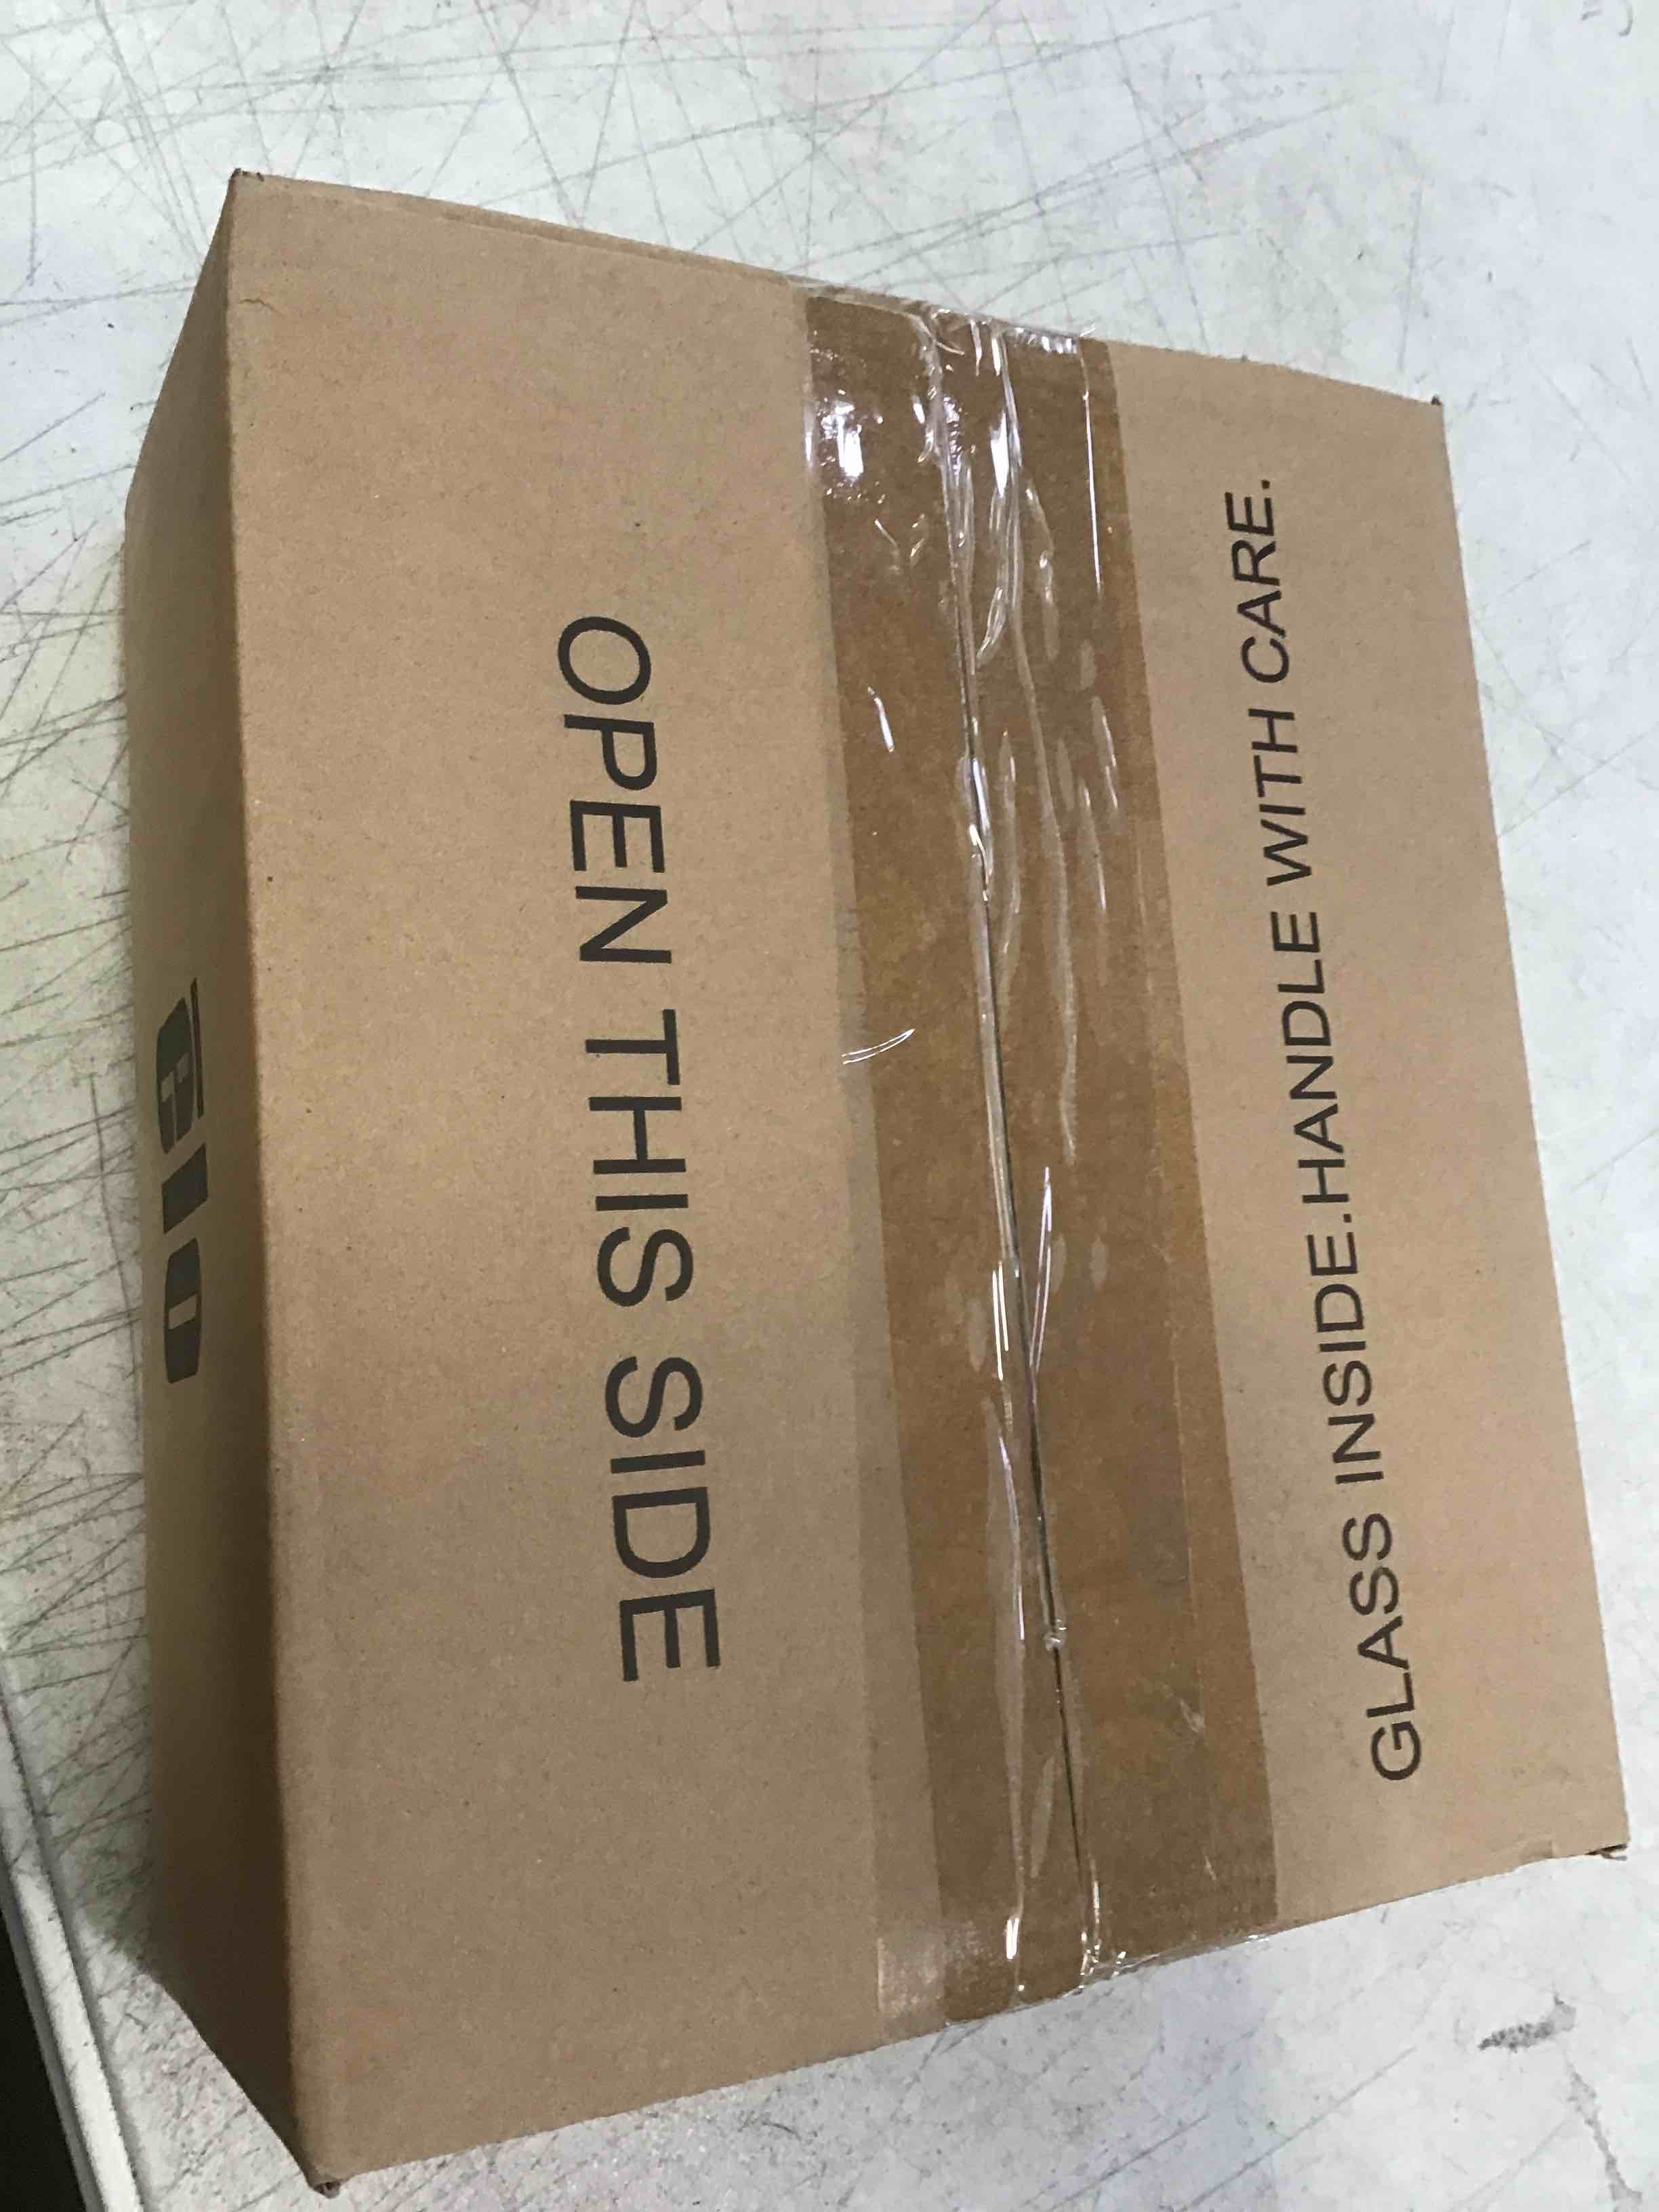 OPEN THIS SIDE
GLASS INSIDE.HANDLE WITH CARE.